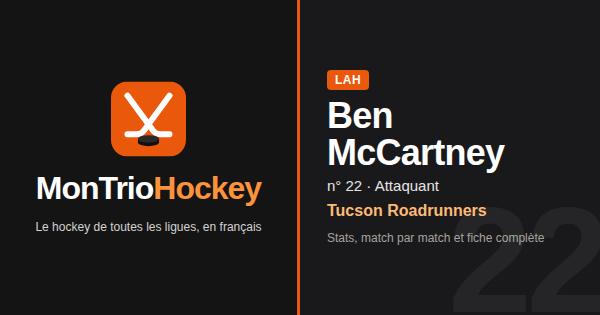 MonTrioHockey
Le hockey de toutes les ligues, en français
LAH
Ben
McCartney
n° 22 · Attaquant
Tucson Roadrunners
Stats, match par match et fiche complète
22